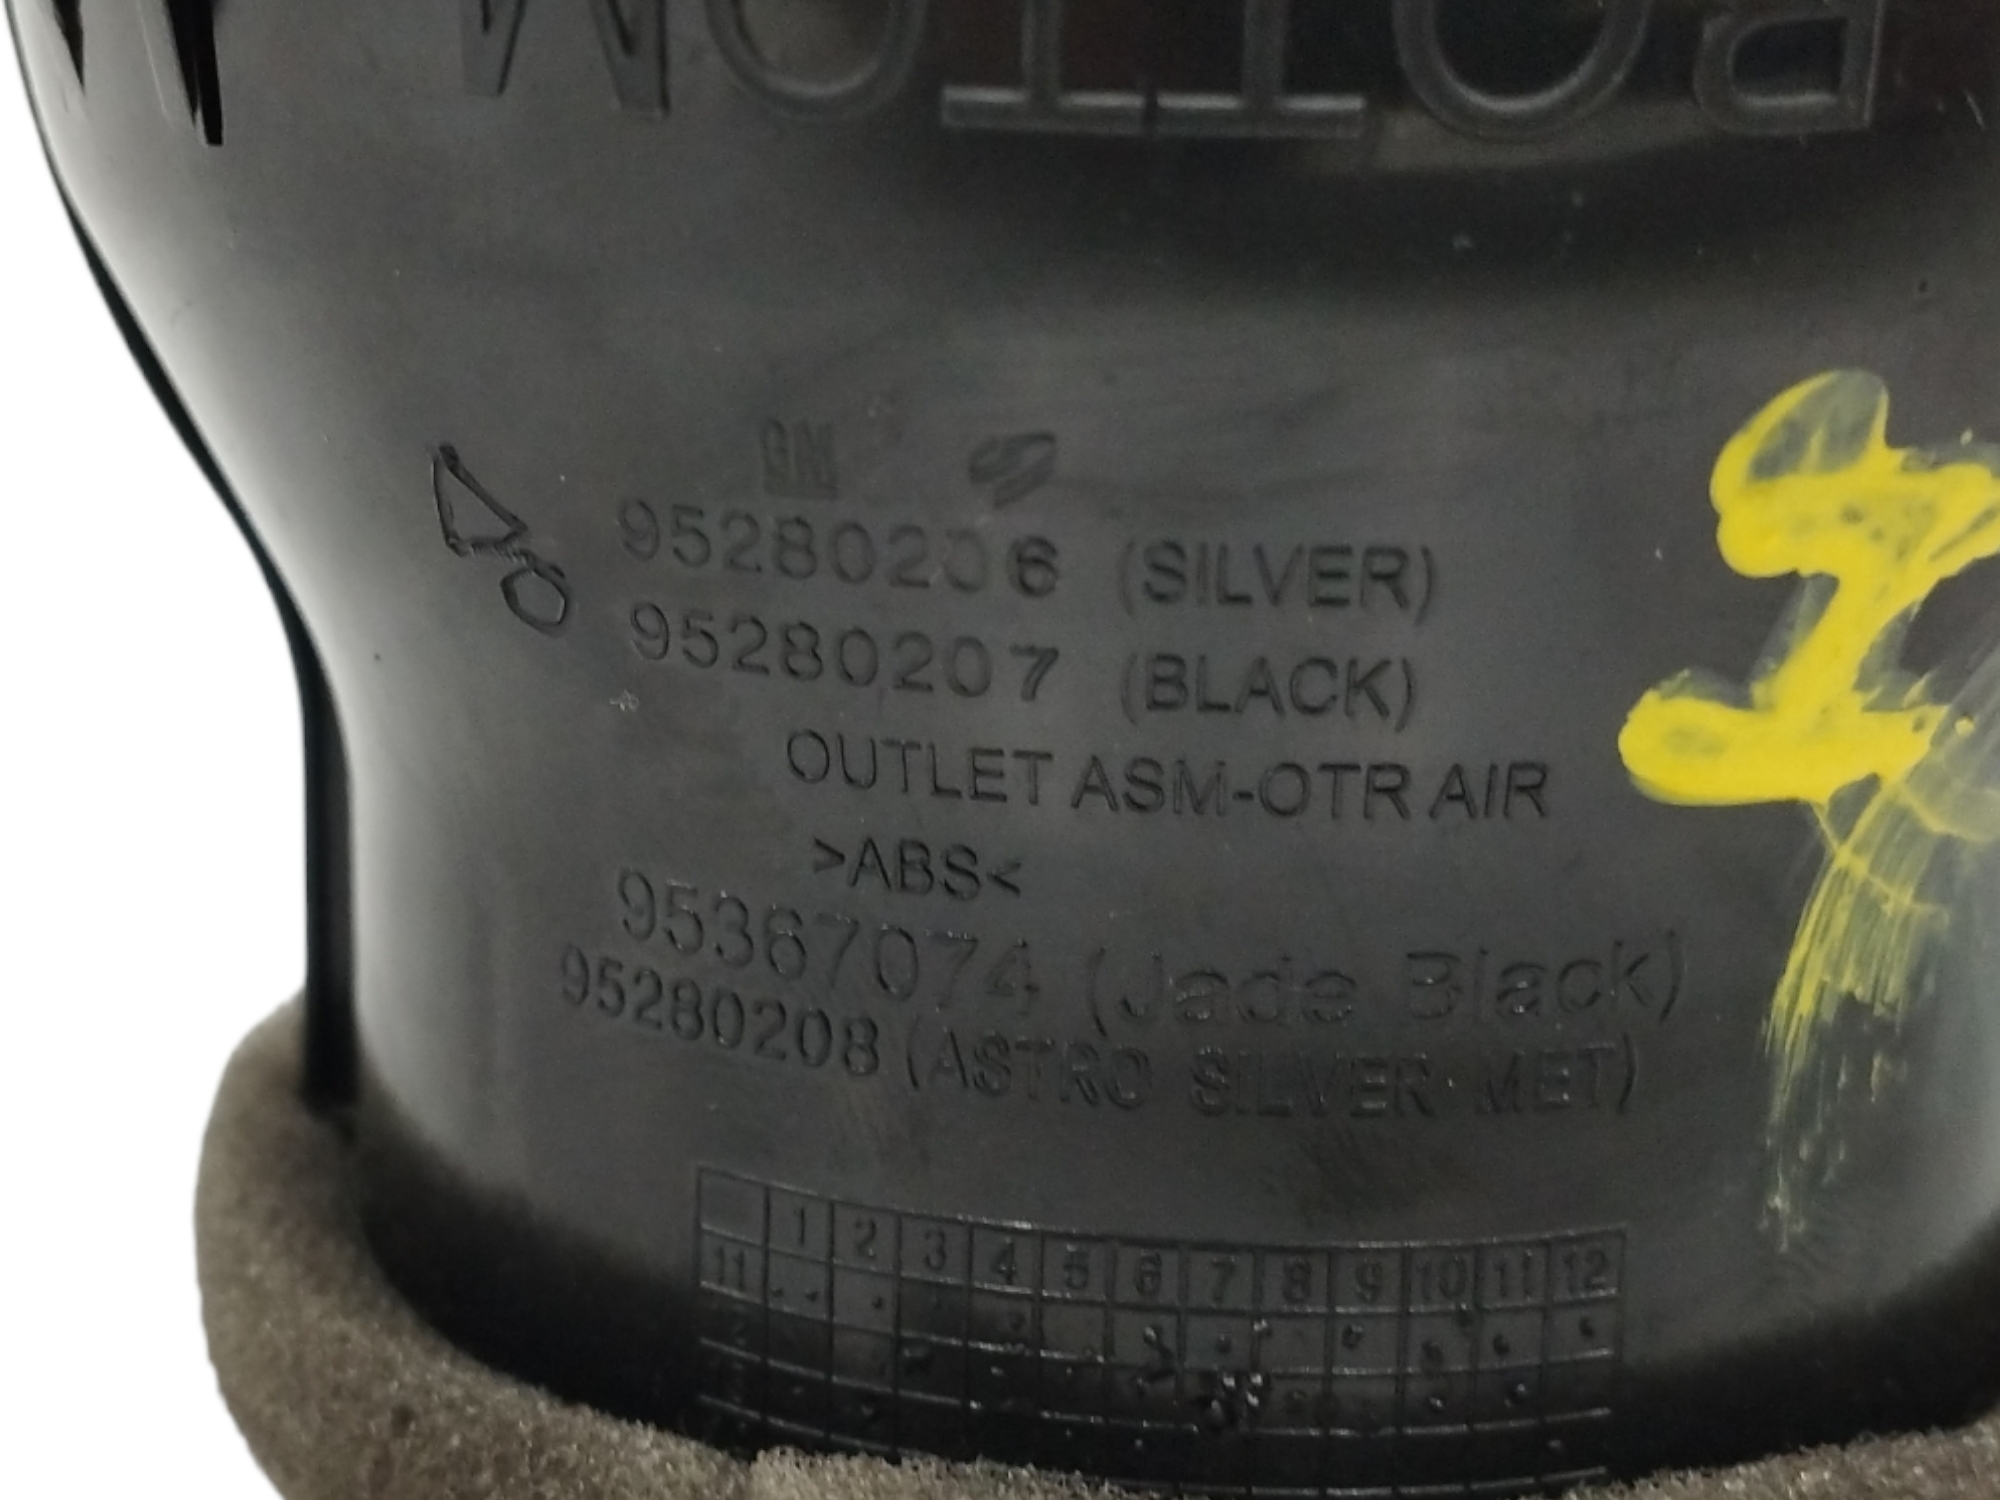 BOTTOM
GM
95280206 (SILVER)
95280207 (BLACK)
OUTLET ASM-OTR AIR
>ABS<
95367074 (Jade Black)
95280208 (ASTRO SILVER MET)
1 2 3 4 5 6 7 8 9 10 11 12
11